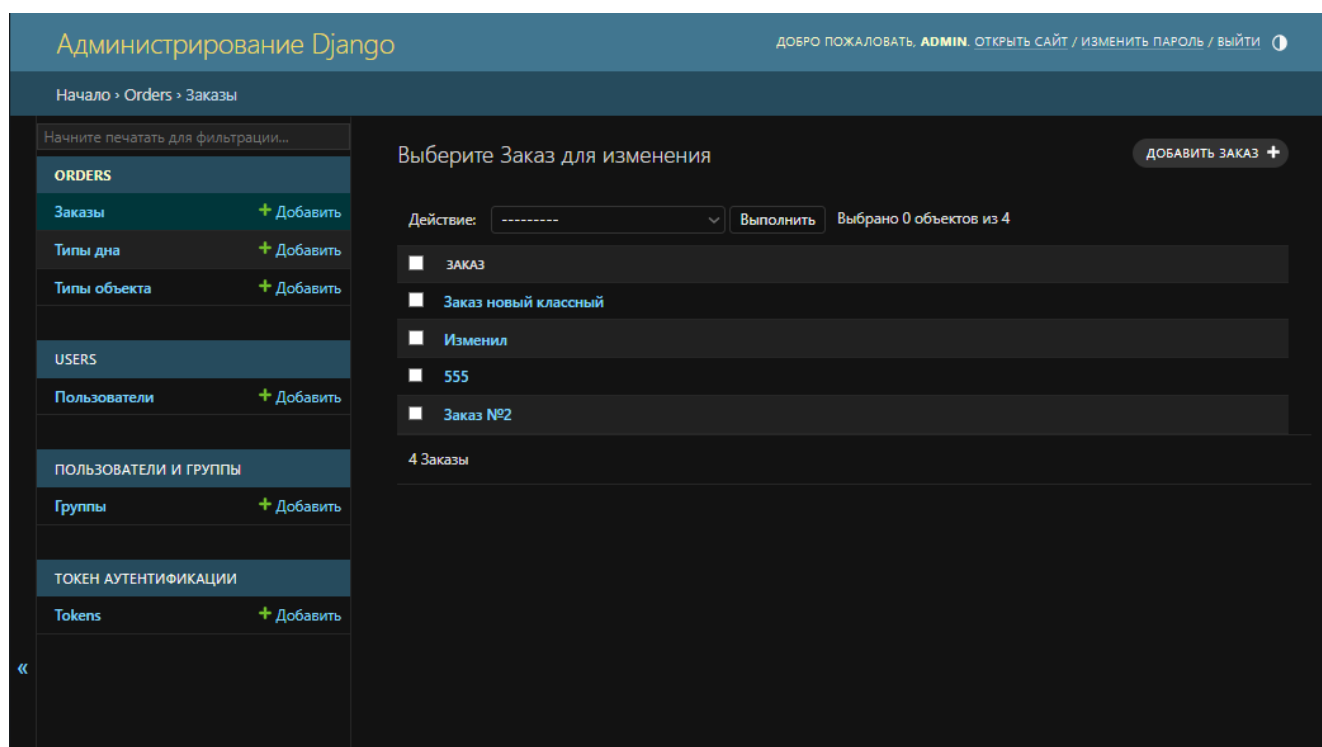 Администрирование Django
ДОБРО ПОЖАЛОВАТЬ, ADMIN. ОТКРЫТЬ САЙТ / ИЗМЕНИТЬ ПАРОЛЬ / ВЫЙТИ
Начало › Orders › Заказы
Начните печатать для фильтрации...
ORDERS
Заказы + Добавить
Типы дна + Добавить
Типы объекта + Добавить
USERS
Пользователи + Добавить
ПОЛЬЗОВАТЕЛИ И ГРУППЫ
Группы + Добавить
ТОКЕН АУТЕНТИФИКАЦИИ
Tokens + Добавить
«
Выберите Заказ для изменения
ДОБАВИТЬ ЗАКАЗ +
Действие: --------- Выполнить Выбрано 0 объектов из 4
ЗАКАЗ
Заказ новый классный
Изменил
555
Заказ №2
4 Заказы